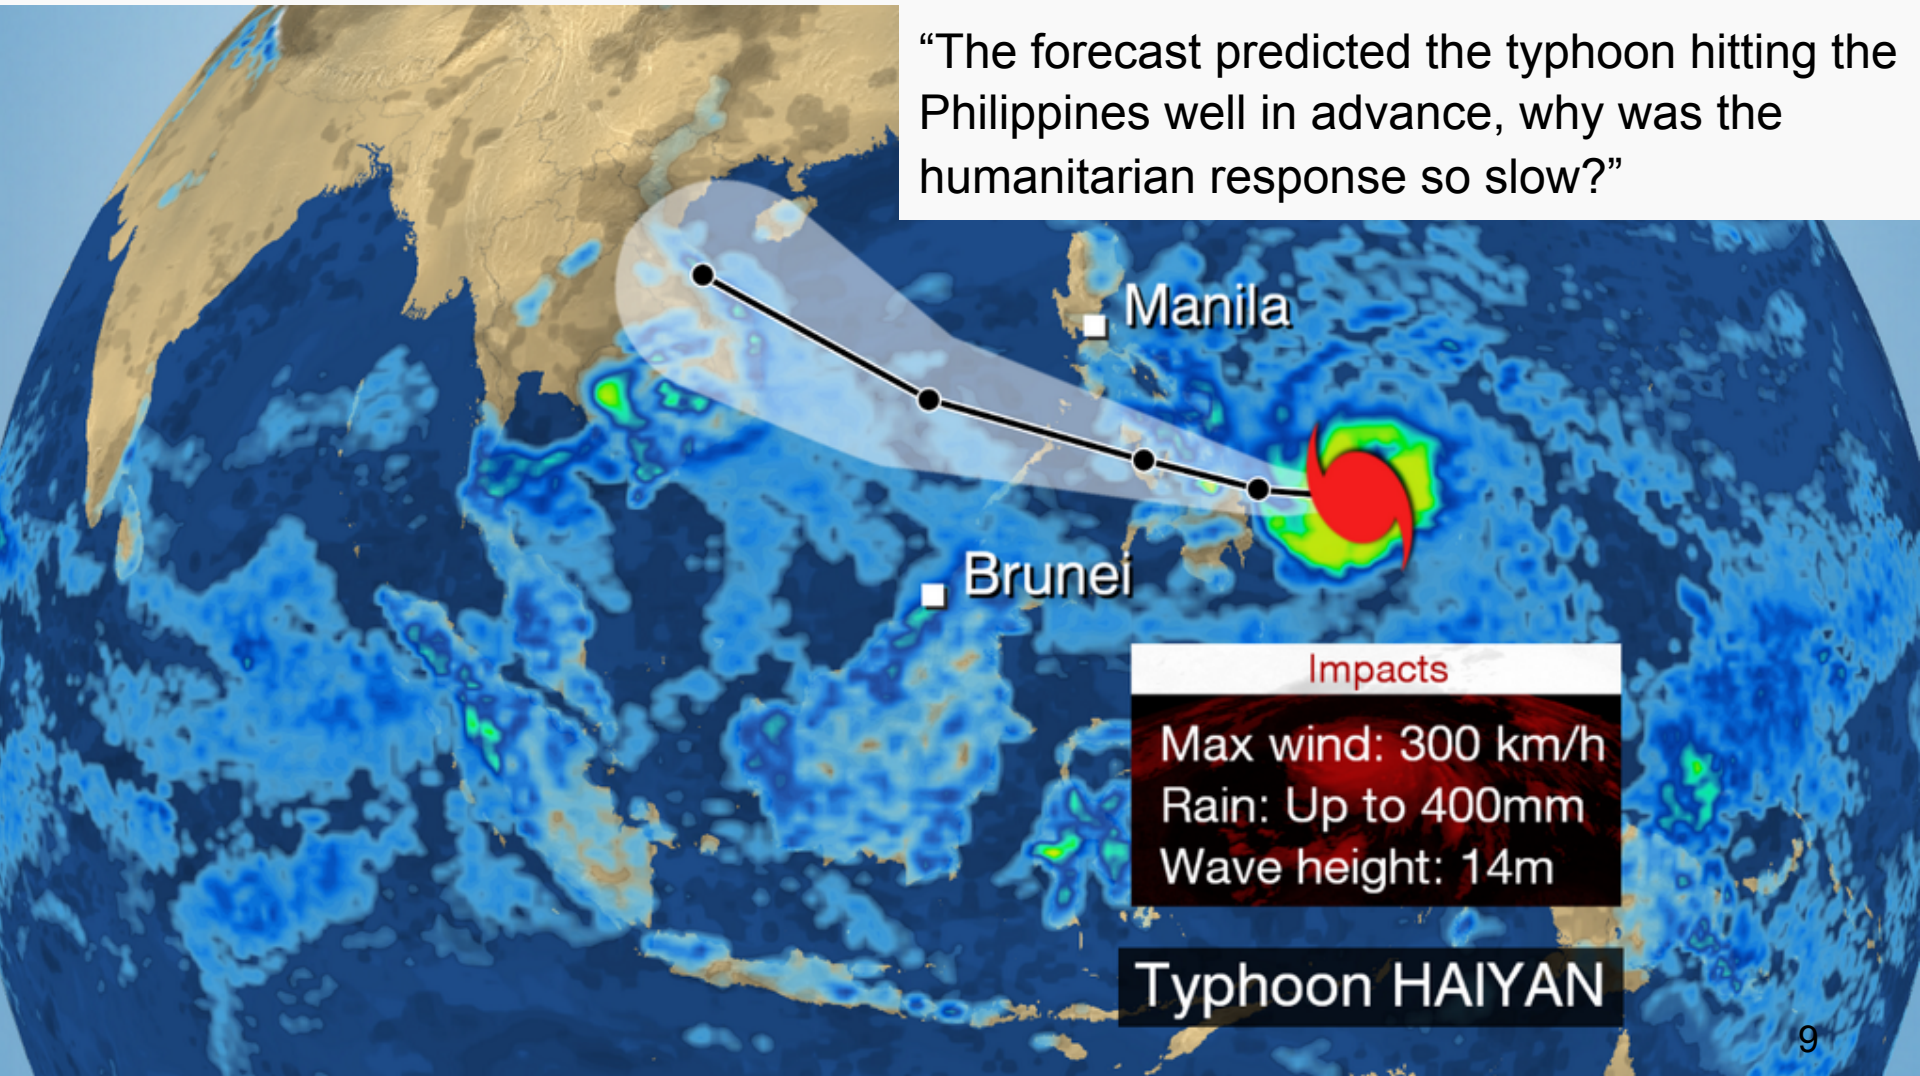 “The forecast predicted the typhoon hitting the
Philippines well in advance, why was the
humanitarian response so slow?”
Manila
Brunei
Impacts
Max wind: 300 km/h
Rain: Up to 400mm
Wave height: 14m
Typhoon HAIYAN
9